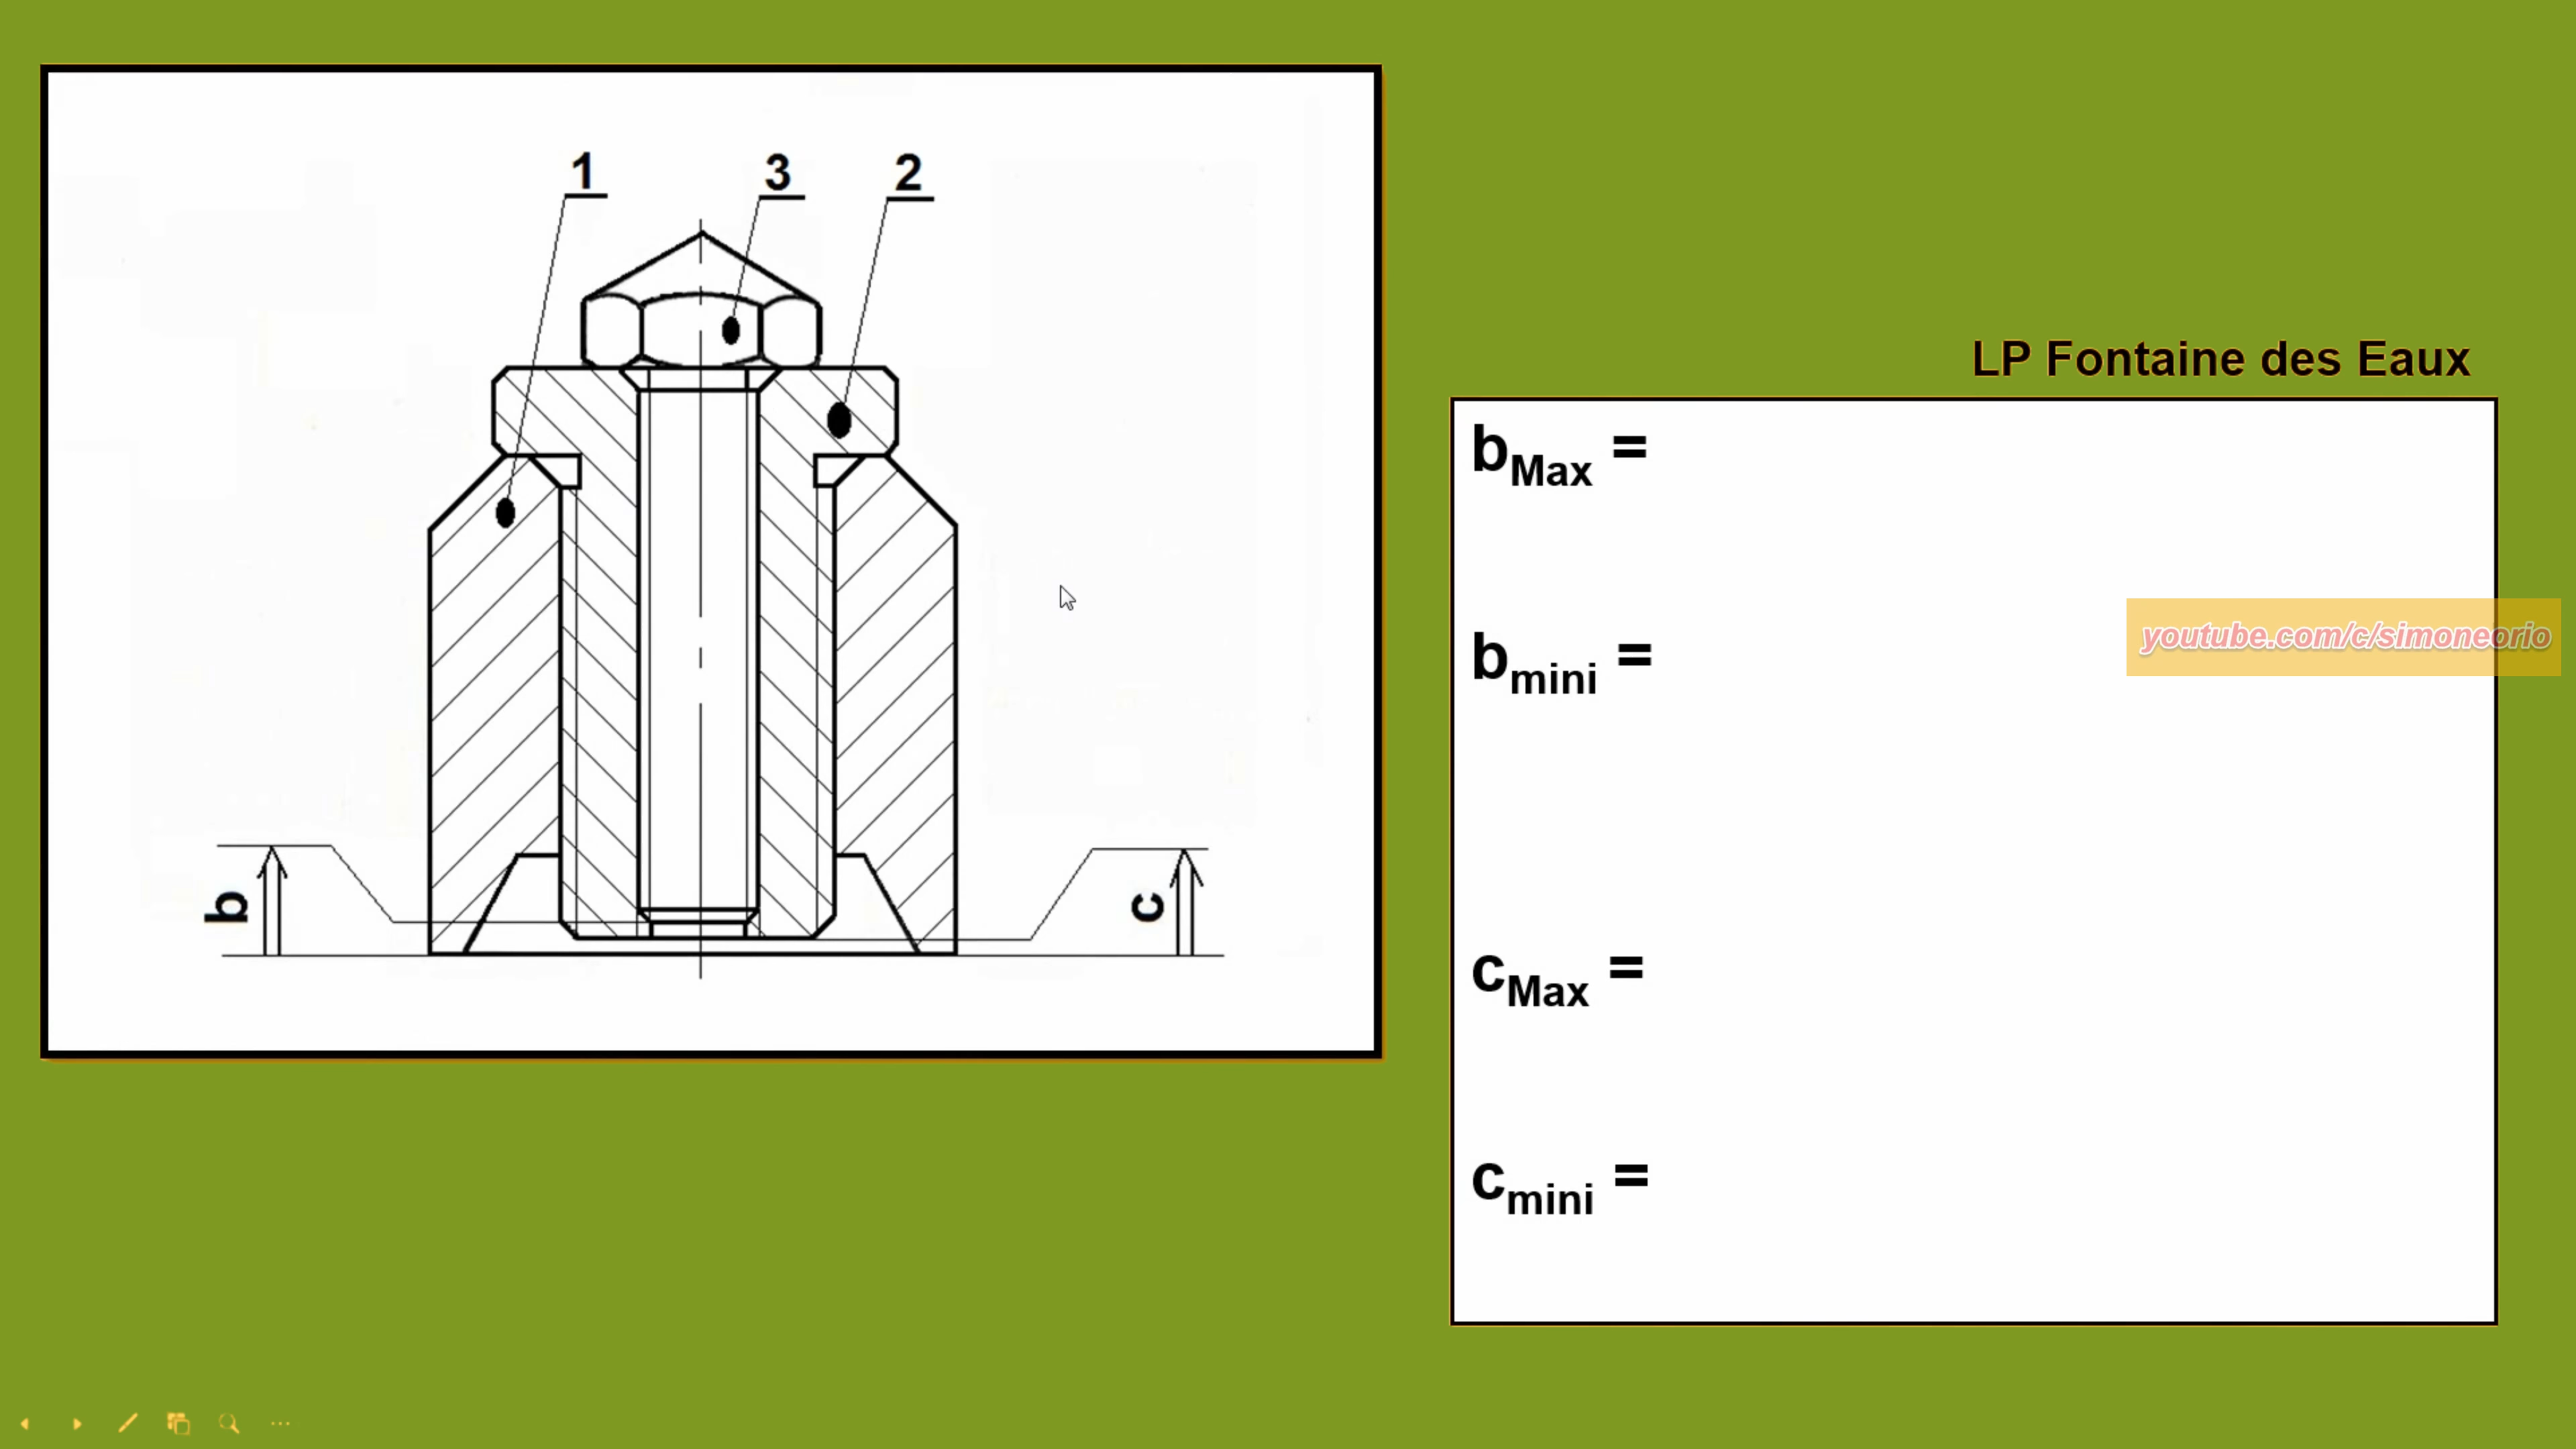 1 3 2
b c
LP Fontaine des Eaux
bMax =
youtube.com/c/simoneorio
bmini =
cMax =
cmini =